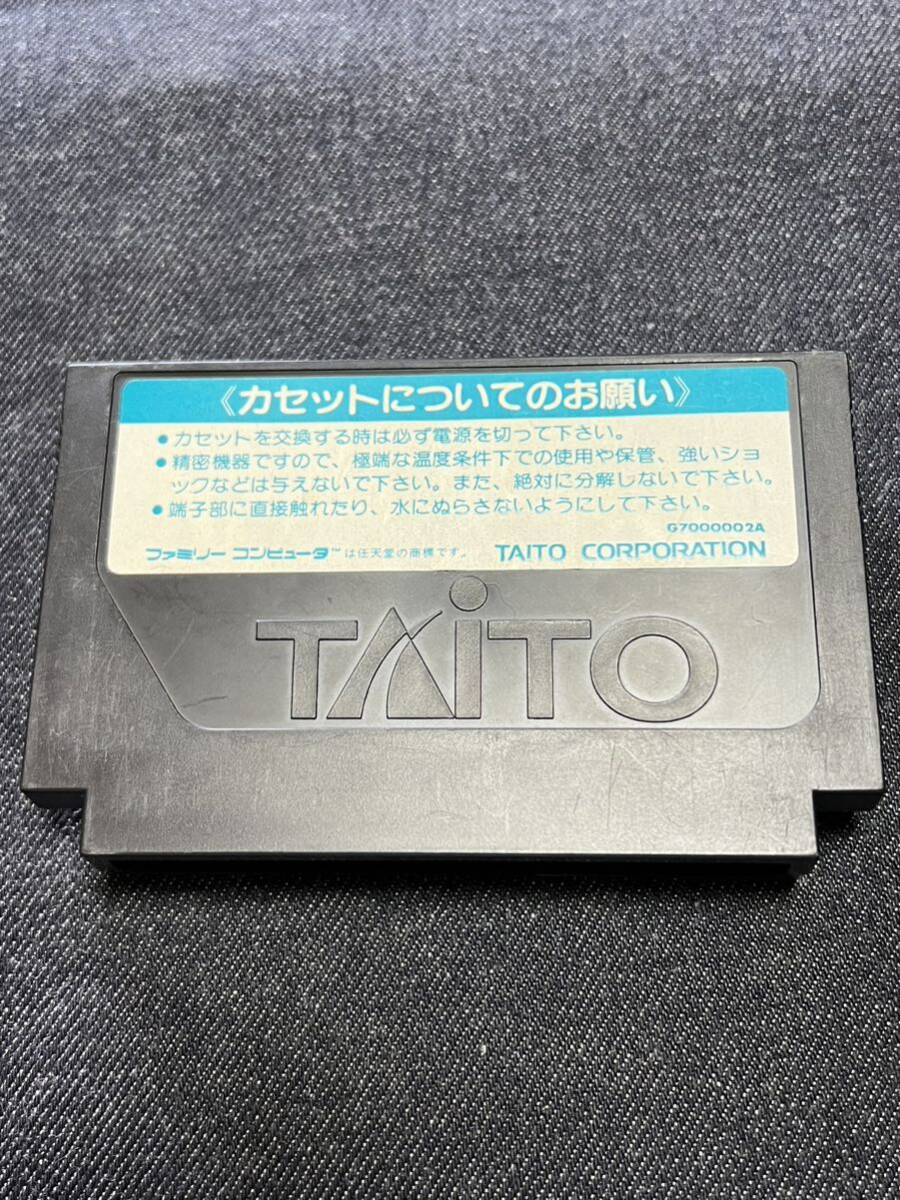 《カセットについてのお願い》
●カセットを交換する時は必ず電源を切って下さい。
●精密機器ですので、極端な温度条件下での使用や保管、強いショ
ックなどは与えないで下さい。また、絶対に分解しないで下さい。
●端子部に直接触れたり、水にぬらさないようにして下さい。
G7000002A
ファミリー コンピュータ™は任天堂の商標です。 TAITO CORPORATION
TAiTO